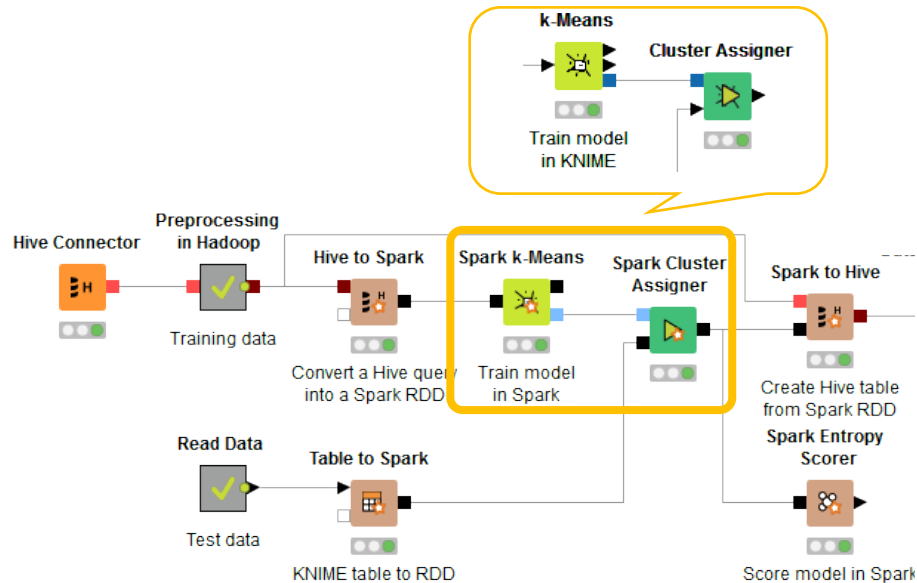 k-Means
Cluster Assigner
Train model
in KNIME
Hive Connector
Preprocessing
in Hadoop
Training data
Hive to Spark
H
H
Convert a Hive query
into a Spark RDD
Spark k-Means
Train model
in Spark
Spark Cluster
Assigner
Spark to Hive
H
Create Hive table
from Spark RDD
Read Data
Test data
Table to Spark
KNIME table to RDD
Spark Entropy
Scorer
Score model in Spark